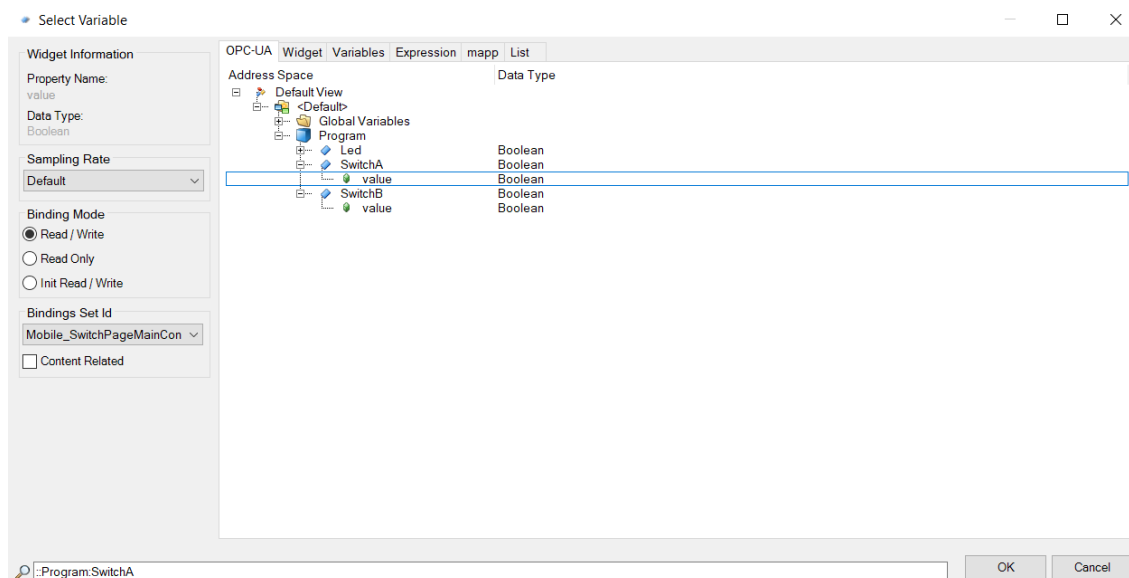 Select Variable
Widget Information
Property Name:
value
Data Type:
Boolean
Sampling Rate
Default
Binding Mode
Read / Write
Read Only
Init Read / Write
Bindings Set Id
Mobile_SwitchPageMainCon
Content Related
OPC-UA Widget Variables Expression mapp List
Address Space Data Type
Default View
<Default>
Global Variables
Program
Led Boolean
SwitchA Boolean
value Boolean
SwitchB Boolean
value Boolean
::Program:SwitchA
OK Cancel